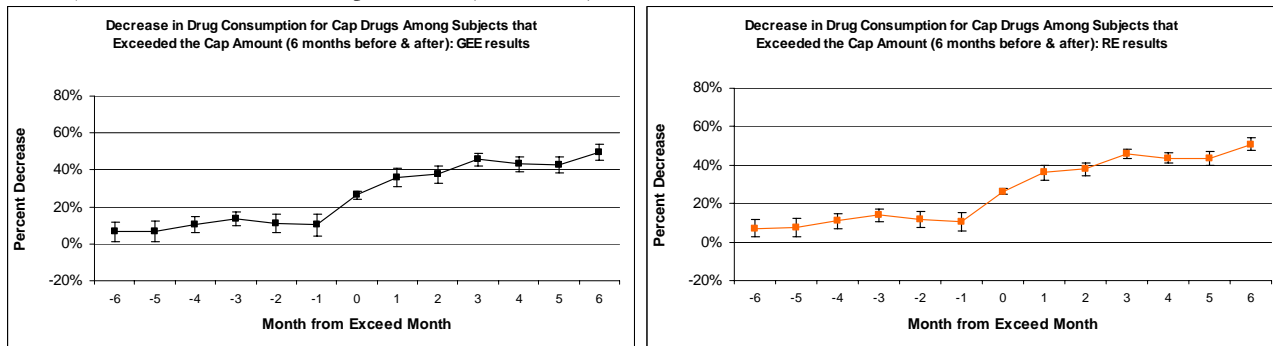 Decrease in Drug Consumption for Cap Drugs Among Subjects that
Exceeded the Cap Amount (6 months before & after): GEE results
80%
60%
40%
20%
0%
-20%
Percent Decrease
-6 -5 -4 -3 -2 -1 0 1 2 3 4 5 6
Month from Exceed Month
Decrease in Drug Consumption for Cap Drugs Among Subjects that
Exceeded the Cap Amount (6 months before & after): RE results
80%
60%
40%
20%
0%
-20%
Percent Decrease
-6 -5 -4 -3 -2 -1 0 1 2 3 4 5 6
Month from Exceed Month